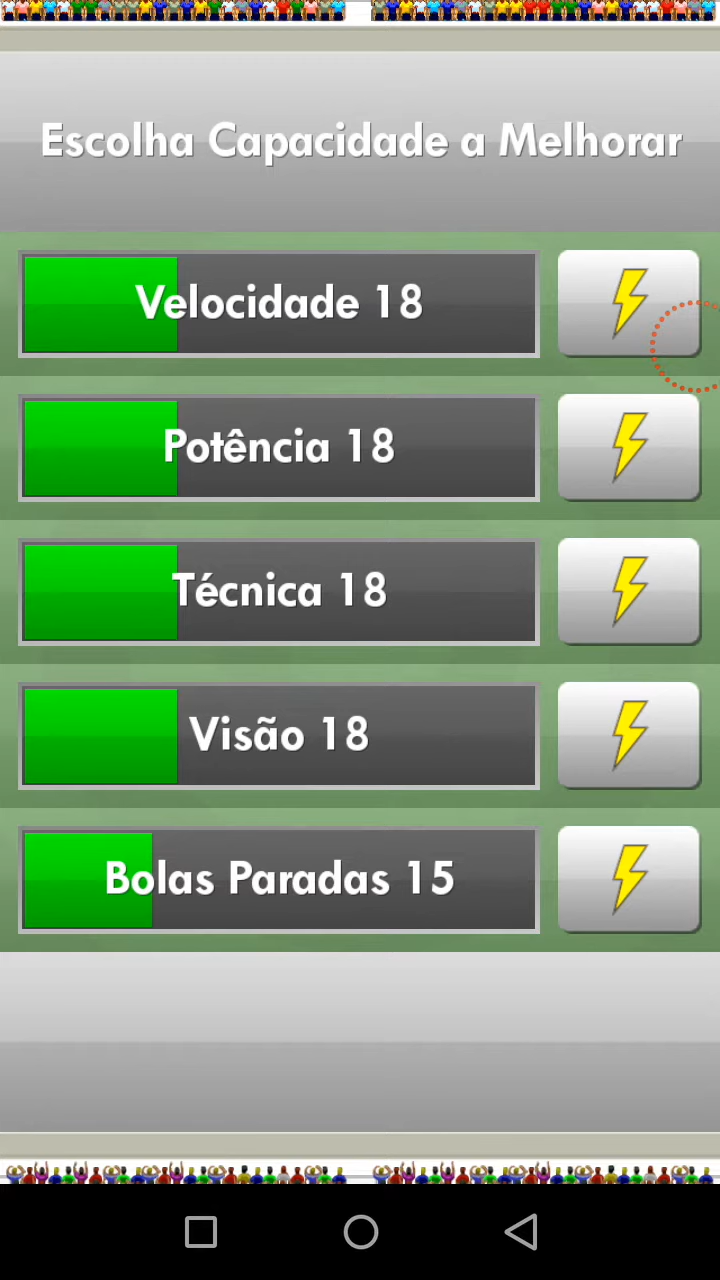 Escolha Capacidade a Melhorar
Velocidade 18
Potência 18
Técnica 18
Visão 18
Bolas Paradas 15